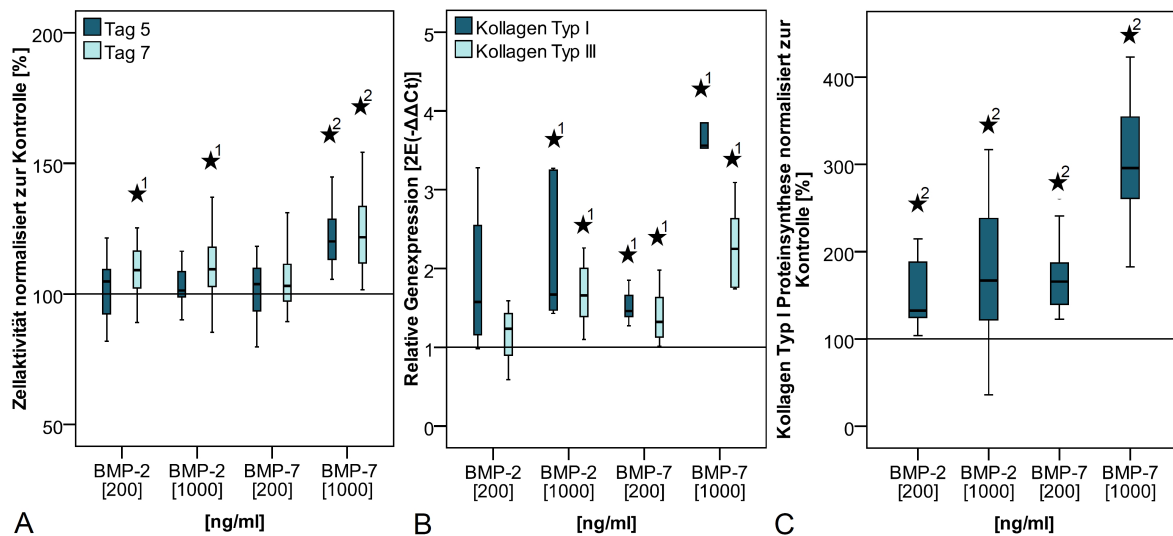 Zellaktivität normalisiert zur Kontrolle [%]
200
150
100
50
Tag 5
Tag 7
1
1
2
2
BMP-2 [200]
BMP-2 [1000]
BMP-7 [200]
BMP-7 [1000]
[ng/ml]
A
Relative Genexpression [2E(-ΔΔCt)]
5
4
3
2
1
0
Kollagen Typ I
Kollagen Typ III
1
1
1
1
1
1
BMP-2 [200]
BMP-2 [1000]
BMP-7 [200]
BMP-7 [1000]
[ng/ml]
B
Kollagen Typ I Proteinsynthese normalisiert zur
Kontrolle [%]
400
300
200
100
0
2
2
2
2
BMP-2 [200]
BMP-2 [1000]
BMP-7 [200]
BMP-7 [1000]
[ng/ml]
C